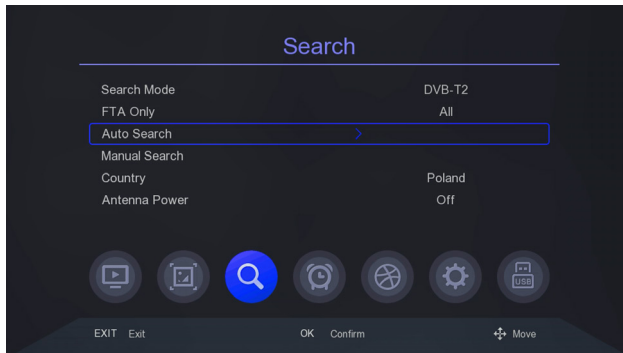 Search
Search Mode DVB-T2
FTA Only All
Auto Search
Manual Search
Country Poland
Antenna Power Off
USB
EXIT Exit OK Confirm Move